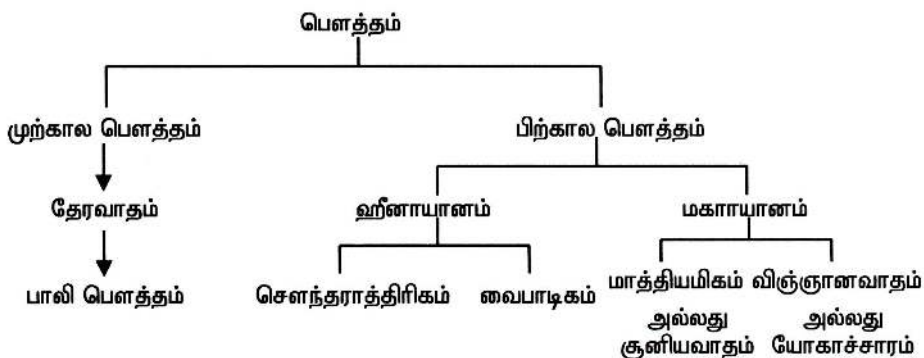 பௌத்தம்
முற்கால பௌத்தம் பிற்கால பௌத்தம்
தேரவாதம் ஹீனாயானம் மகாாயானம்
பாலி பௌத்தம் சௌந்தராத்திரிகம் வைபாடிகம் மாத்தியமிகம் விஞ்ஞானவாதம்
அல்லது அல்லது
சூனியவாதம் யோகாச்சாரம்